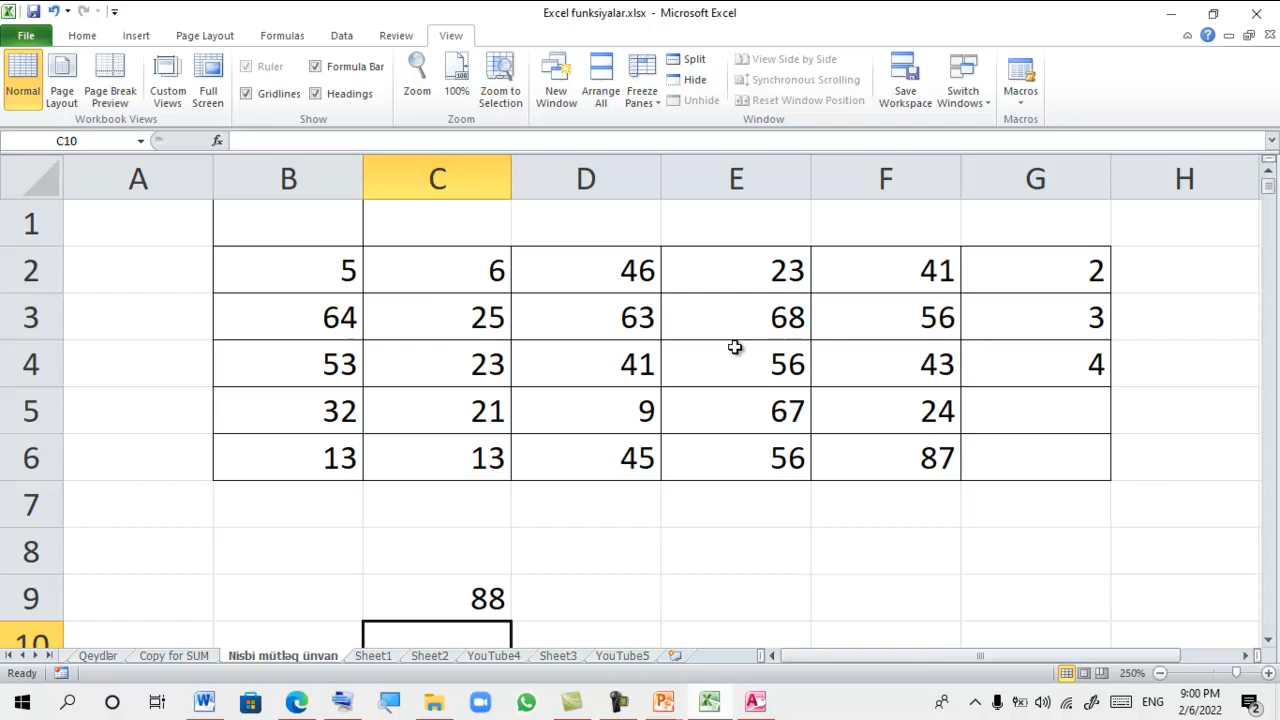 Excel funksiyalar.xlsx - Microsoft Excel
File Home Insert Page Layout Formulas Data Review View
Normal Page Layout Page Break Preview Custom Views Full Screen
Workbook Views
Ruler Formula Bar
Gridlines Headings
Show
Zoom 100% Zoom to Selection
Zoom
New Window Arrange All Freeze Panes
Split
Hide
Unhide
View Side by Side
Synchronous Scrolling
Reset Window Position
Window
Save Workspace Switch Windows
Macros
Macros
C10 fx
A B C D E F G H
1
2 5 6 46 23 41 2
3 64 25 63 68 56 3
4 53 23 41 56 43 4
5 32 21 9 67 24
6 13 13 45 56 87
7
8
9 88
10
Qeydlər Copy for SUM Nisbi mütləq ünvan Sheet1 Sheet2 YouTube4 Sheet3 YouTube5
Ready 250%
ENG 9:00 PM
2/6/2022 2